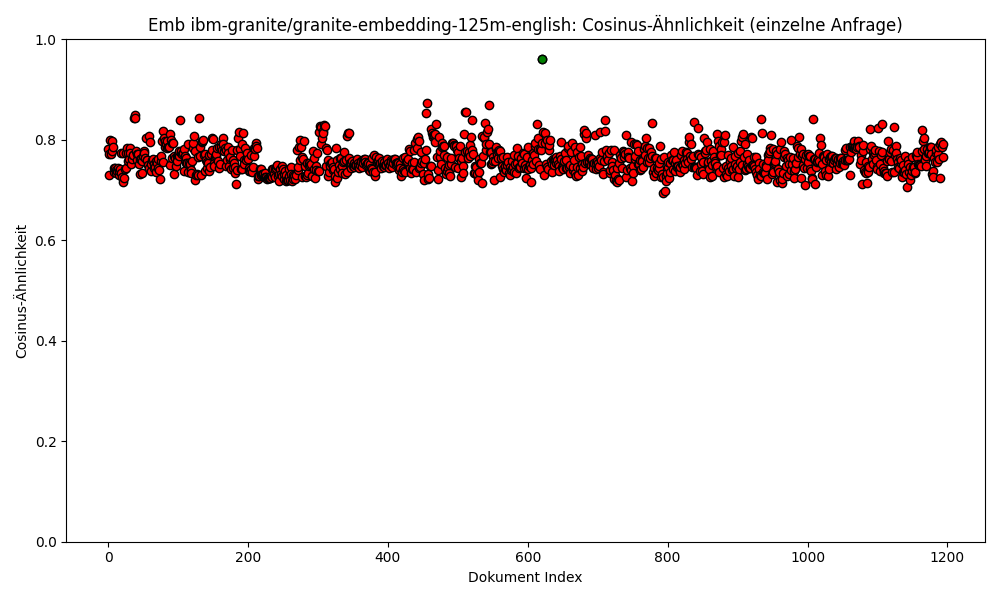 Emb ibm-granite/granite-embedding-125m-english: Cosinus-Ähnlichkeit (einzelne Anfrage)
1.0
0.8
0.6
0.4
0.2
0.0
Cosinus-Ähnlichkeit
0 200 400 600 800 1000 1200
Dokument Index